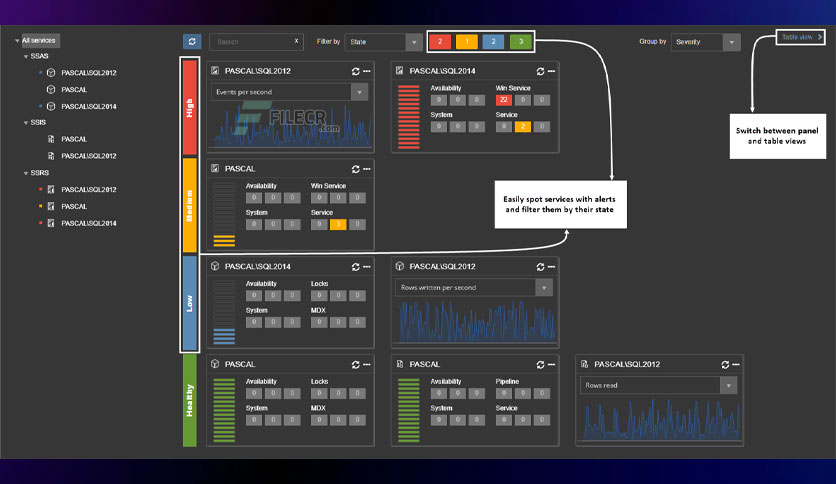 All services
SSAS
PASCAL\SQL2012
PASCAL
PASCAL\SQL2014
SSIS
PASCAL
PASCAL\SQL2012
SSRS
PASCAL\SQL2012
PASCAL
PASCAL\SQL2014
Search x
Filter by State
2 1 2 3
Group by Severity
Table view
High
PASCAL\SQL2012
Events per second
FILECR
.com
PASCAL\SQL2014
Availability Win Service
0 0 0 22 0 0
System Service
0 0 0 0 2 0
Switch between panel
and table views
Medium
PASCAL
Availability Win Service
0 0 0 0 0 0
System Service
0 0 0 0 3 0
Easily spot services with alerts
and filter them by their state
Low
PASCAL\SQL2014
Availability Locks
0 0 0 0 0 0
System MDX
0 0 0 0 0 0
PASCAL\SQL2012
Rows written per second
Healthy
PASCAL
Availability Locks
0 0 0 0 0 0
System MDX
0 0 0 0 0 0
PASCAL
Availability Pipeline
0 0 0 0 0 0
System Service
0 0 0 0 0 0
PASCAL\SQL2012
Rows read